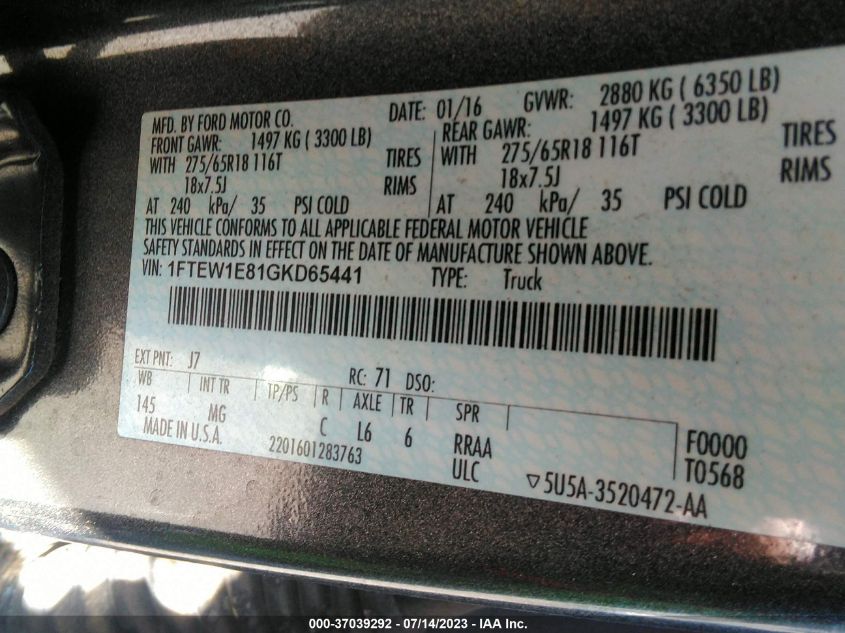 MFD. BY FORD MOTOR CO.
DATE: 01/16 GVWR: 2880 KG ( 6350 LB)
FRONT GAWR: 1497 KG ( 3300 LB)
REAR GAWR: 1497 KG ( 3300 LB)
WITH 275/65R18 116T TIRES
WITH 275/65R18 116T TIRES
18x7.5J RIMS
18x7.5J RIMS
AT 240 kPa/ 35 PSI COLD
AT 240 kPa/ 35 PSI COLD
THIS VEHICLE CONFORMS TO ALL APPLICABLE FEDERAL MOTOR VEHICLE
SAFETY STANDARDS IN EFFECT ON THE DATE OF MANUFACTURE SHOWN ABOVE.
VIN: 1FTEW1E81GKD65441 TYPE: Truck
EXT PNT: J7 RC: 71 DSO:
WB INT TR TP/PS R AXLE TR SPR
145 MG C L6 6 RRAA F0000
MADE IN U.S.A. 2201601283763 ULC T0568
▽5U5A-3520472-AA
000-37039292 - 07/14/2023 - IAA Inc.